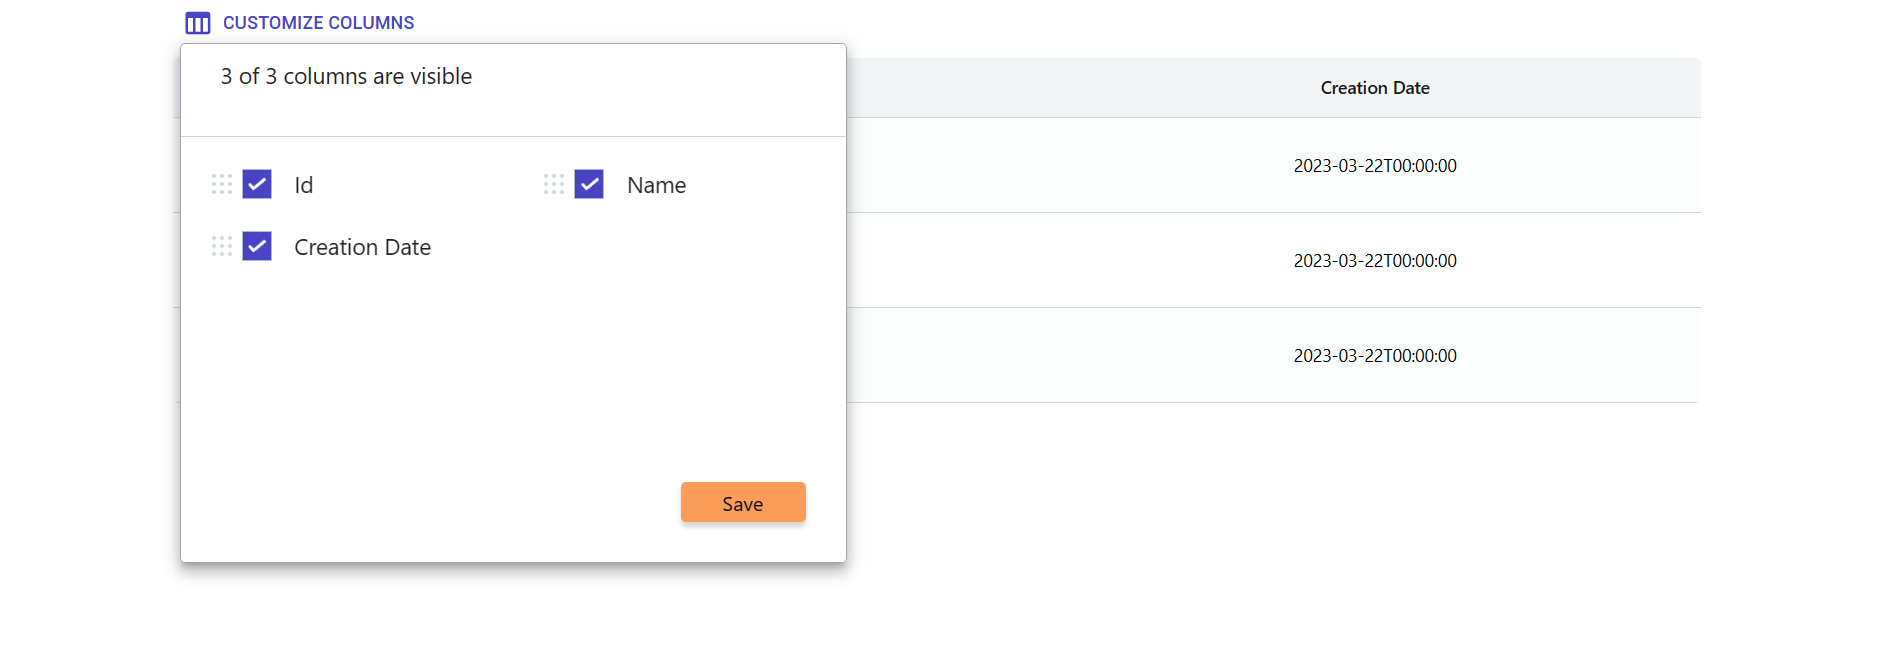 CUSTOMIZE COLUMNS
3 of 3 columns are visible
Creation Date
Id
Name
Creation Date
2023-03-22T00:00:00
2023-03-22T00:00:00
2023-03-22T00:00:00
Save